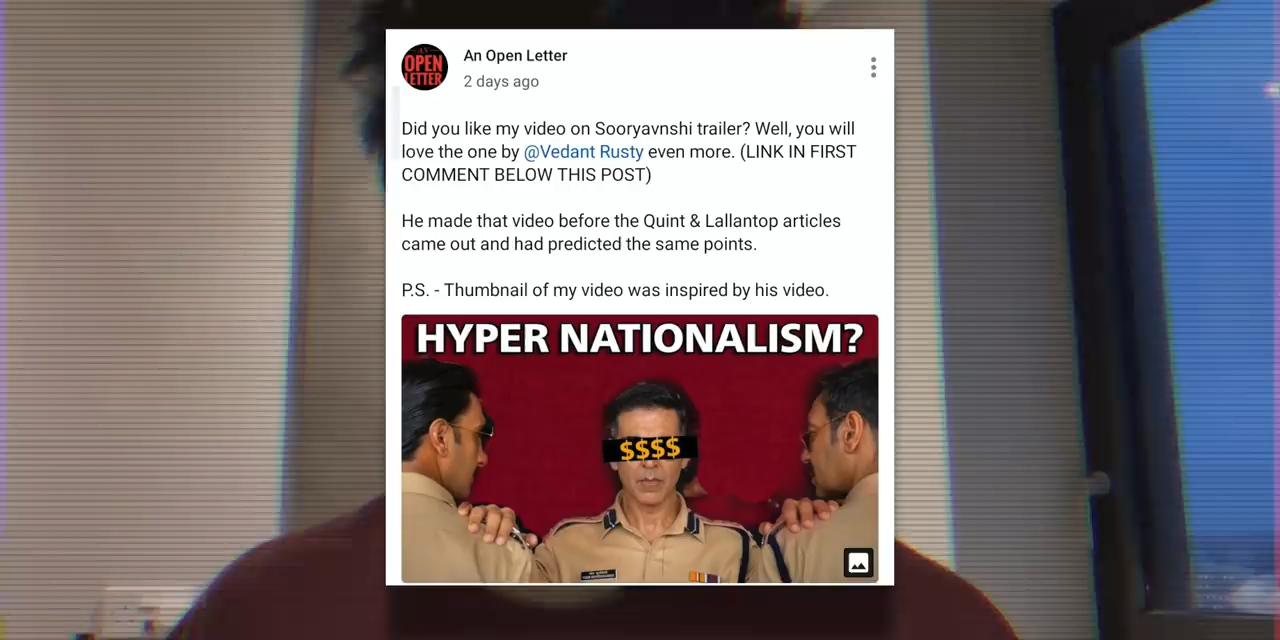 AN
OPEN
LETTER
An Open Letter
2 days ago
Did you like my video on Sooryavnshi trailer? Well, you will
love the one by @Vedant Rusty even more. (LINK IN FIRST
COMMENT BELOW THIS POST)
He made that video before the Quint & Lallantop articles
came out and had predicted the same points.
P.S. - Thumbnail of my video was inspired by his video.
HYPER NATIONALISM?
$$$$